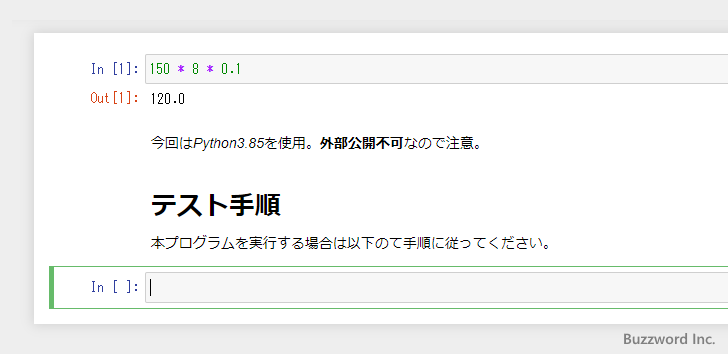 In [1]: 150 * 8 * 0.1
Out[1]: 120.0
今回はPython3.85を使用。外部公開不可なので注意。
テスト手順
本プログラムを実行する場合は以下のて手順に従ってください。
In [ ]:
Buzzword Inc.